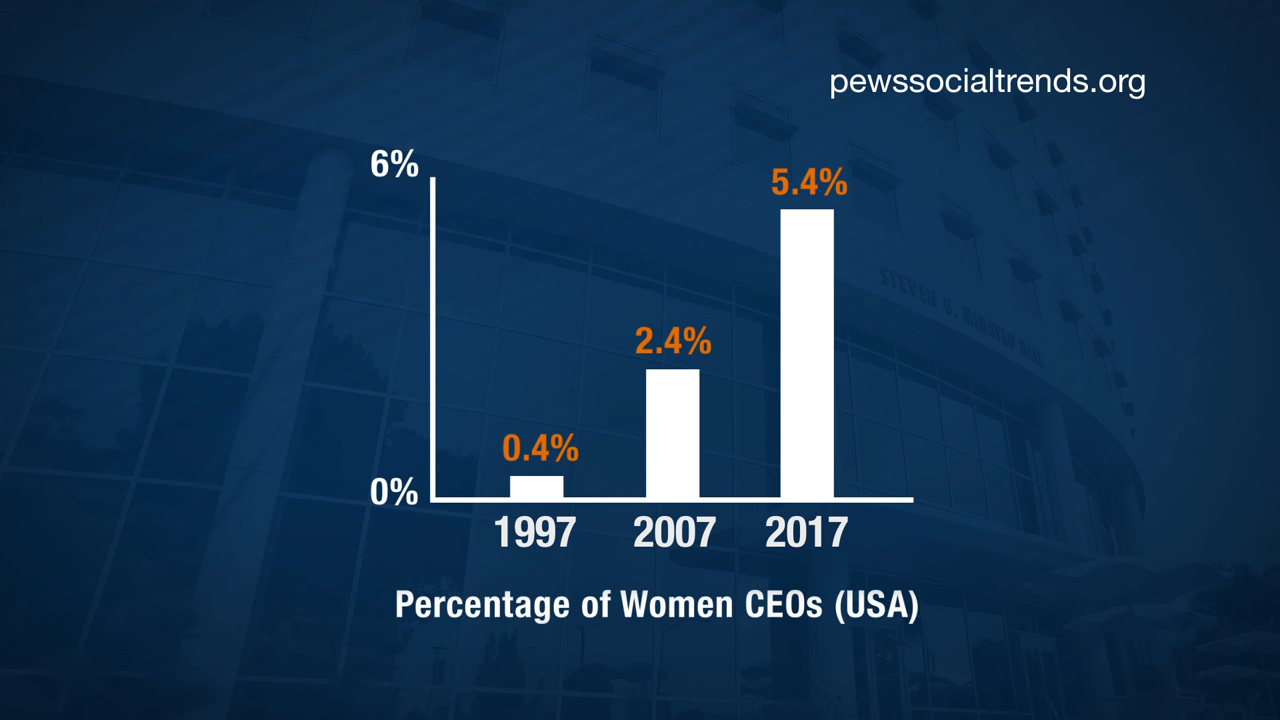 pewssocialtrends.org
6%
5.4%
2.4%
0.4%
0%
1997 2007 2017
Percentage of Women CEOs (USA)